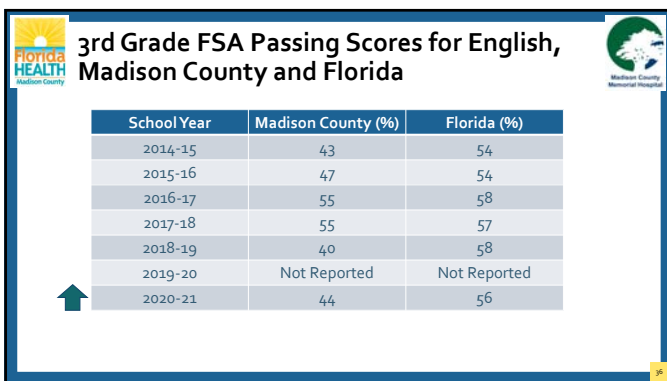 Florida
HEALTH
Madison County
3rd Grade FSA Passing Scores for English,
Madison County and Florida
Madison County
Memorial Hospital
School Year Madison County (%) Florida (%)
2014-15 43 54
2015-16 47 54
2016-17 55 58
2017-18 55 57
2018-19 40 58
2019-20 Not Reported Not Reported
2020-21 44 56
36